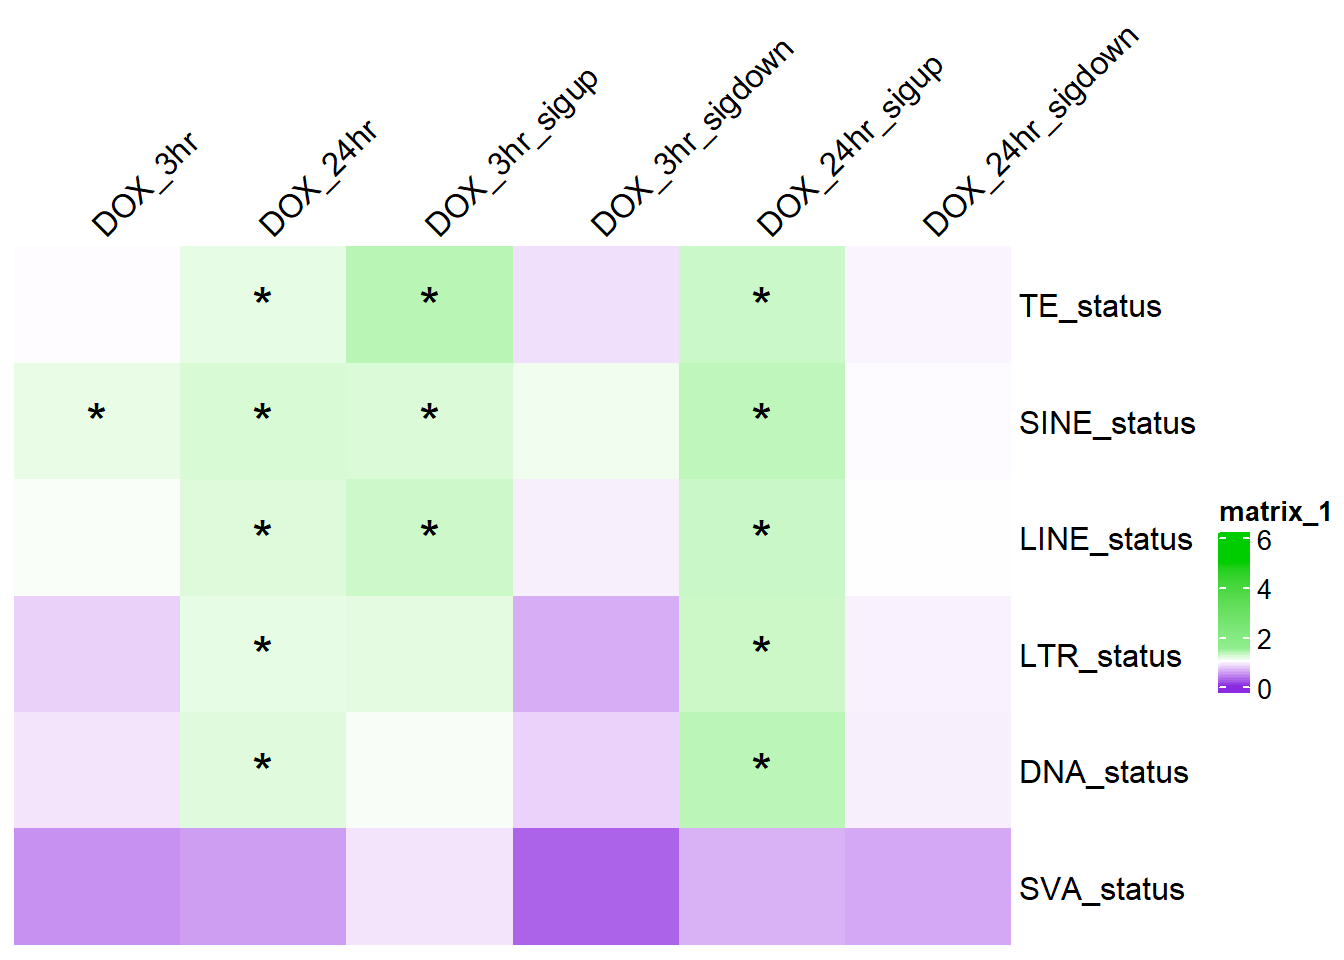 DOX_3hr
DOX_24hr
DOX_3hr_sigup
DOX_3hr_sigdown
DOX_24hr_sigup
DOX_24hr_sigdown
* * * TE_status
* * * * SINE_status
* * * LINE_status
* * LTR_status
* * DNA_status
SVA_status
matrix_1
6
4
2
0